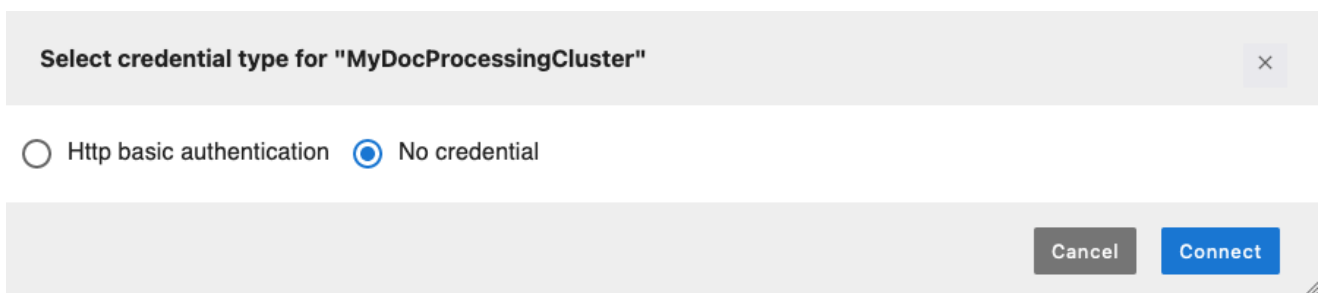 Select credential type for "MyDocProcessingCluster"
Http basic authentication No credential
Cancel Connect